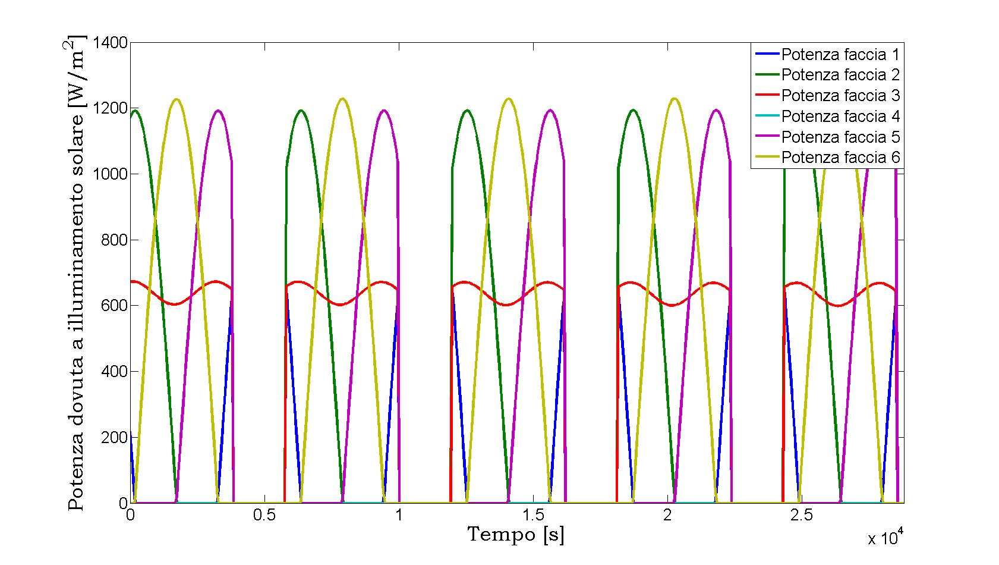 Potenza dovuta a illuminamento solare [W/m²]
1400
1200
1000
800
600
400
200
0
0
0.5
1
1.5
2
2.5
x 10⁴
Tempo [s]
Potenza faccia 1
Potenza faccia 2
Potenza faccia 3
Potenza faccia 4
Potenza faccia 5
Potenza faccia 6